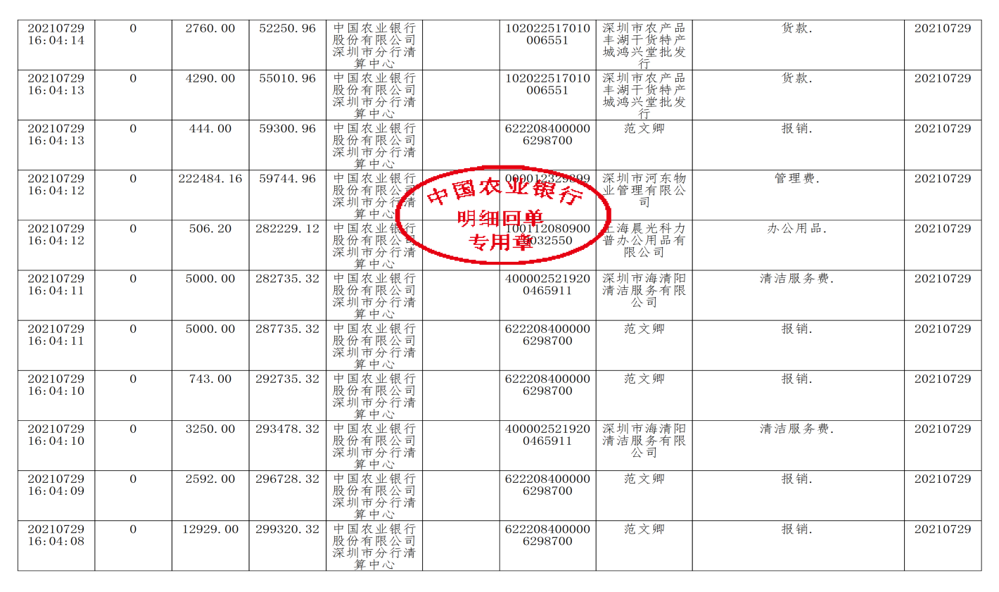 20210729
16:04:14
0
2760.00
52250.96
中国农业银行
股份有限公司
深圳市分行清
算中心
102022517010
006551
深圳市农产品
丰湖干货特产
城鸿兴堂批发
行
货款.
20210729
20210729
16:04:13
0
4290.00
55010.96
中国农业银行
股份有限公司
深圳市分行清
算中心
102022517010
006551
深圳市农产品
丰湖干货特产
城鸿兴堂批发
行
货款.
20210729
20210729
16:04:13
0
444.00
59300.96
中国农业银行
股份有限公司
深圳市分行清
算中心
622208400000
6298700
范文卿
报销.
20210729
20210729
16:04:12
0
222484.16
59744.96
中国农业银行
股份有限公司
深圳市分行清
算中心
深圳市河东物
业管理有限公
司
管理费.
20210729
中国农业银行
明细回单
专用章
20210729
16:04:12
0
506.20
282229.12
中国农业银行
股份有限公司
深圳市分行清
算中心
100112080900
0032550
上海晨光科力
普办公用品有
限公司
办公用品.
20210729
20210729
16:04:11
0
5000.00
282735.32
中国农业银行
股份有限公司
深圳市分行清
算中心
400002521920
0465911
深圳市海清阳
清洁服务有限
公司
清洁服务费.
20210729
20210729
16:04:11
0
5000.00
287735.32
中国农业银行
股份有限公司
深圳市分行清
算中心
622208400000
6298700
范文卿
报销.
20210729
20210729
16:04:10
0
743.00
292735.32
中国农业银行
股份有限公司
深圳市分行清
算中心
622208400000
6298700
范文卿
报销.
20210729
20210729
16:04:10
0
3250.00
293478.32
中国农业银行
股份有限公司
深圳市分行清
算中心
400002521920
0465911
深圳市海清阳
清洁服务有限
公司
清洁服务费.
20210729
20210729
16:04:09
0
2592.00
296728.32
中国农业银行
股份有限公司
深圳市分行清
算中心
622208400000
6298700
范文卿
报销.
20210729
20210729
16:04:08
0
12929.00
299320.32
中国农业银行
股份有限公司
深圳市分行清
算中心
622208400000
6298700
范文卿
报销.
20210729